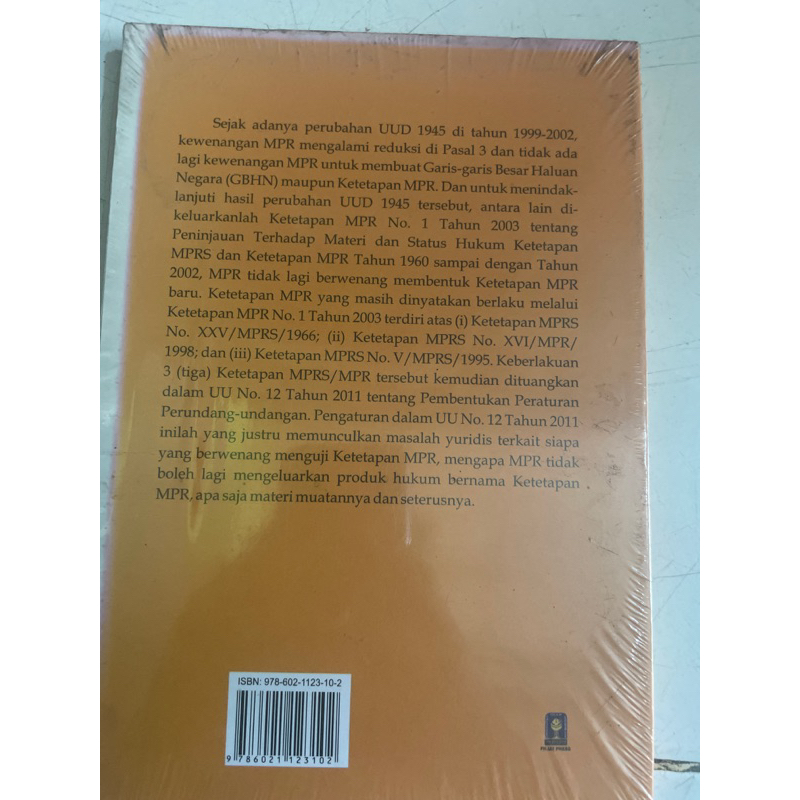 Sejak adanya perubahan UUD 1945 di tahun 1999-2002,
kewenangan MPR mengalami reduksi di Pasal 3 dan tidak ada
lagi kewenangan MPR untuk membuat Garis-garis Besar Haluan
Negara (GBHN) maupun Ketetapan MPR. Dan untuk menindak-
lanjuti hasil perubahan UUD 1945 tersebut, antara lain di-
keluarkanlah Ketetapan MPR No. 1 Tahun 2003 tentang
Peninjauan Terhadap Materi dan Status Hukum Ketetapan
MPRS dan Ketetapan MPR Tahun 1960 sampai dengan Tahun
2002, MPR tidak lagi berwenang membentuk Ketetapan MPR
baru. Ketetapan MPR yang masih dinyatakan berlaku melalui
Ketetapan MPR No. 1 Tahun 2003 terdiri atas (i) Ketetapan MPRS
No. XXV/MPRS/1966; (ii) Ketetapan MPRS No. XVI/MPR/
1998; dan (iii) Ketetapan MPRS No. V/MPRS/1995. Keberlakuan
3 (tiga) Ketetapan MPRS/MPR tersebut kemudian dituangkan
dalam UU No. 12 Tahun 2011 tentang Pembentukan Peraturan
Perundang-undangan. Pengaturan dalam UU No. 12 Tahun 2011
inilah yang justru memunculkan masalah yuridis terkait siapa
yang berwenang menguji Ketetapan MPR, mengapa MPR tidak
boleh lagi mengeluarkan produk hukum bernama Ketetapan
MPR, apa saja materi muatannya dan seterusnya.
ISBN: 978-602-1123-10-2
9 786021 123102